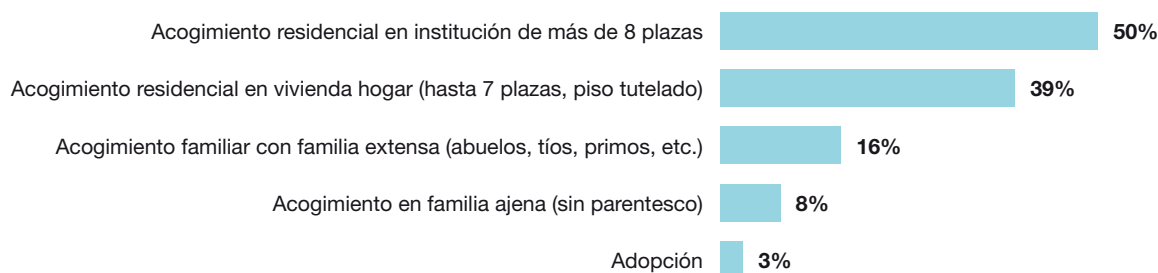 Acogimiento residencial en institución de más de 8 plazas 50%
Acogimiento residencial en vivienda hogar (hasta 7 plazas, piso tutelado) 39%
Acogimiento familiar con familia extensa (abuelos, tíos, primos, etc.) 16%
Acogimiento en familia ajena (sin parentesco) 8%
Adopción 3%